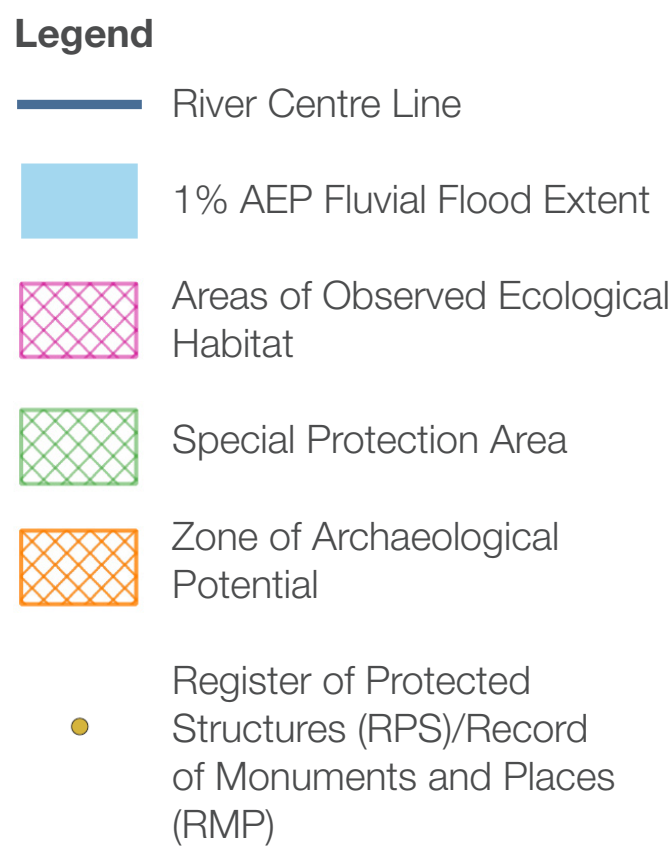 Legend
River Centre Line
1% AEP Fluvial Flood Extent
Areas of Observed Ecological
Habitat
Special Protection Area
Zone of Archaeological
Potential
Register of Protected
Structures (RPS)/Record
of Monuments and Places
(RMP)